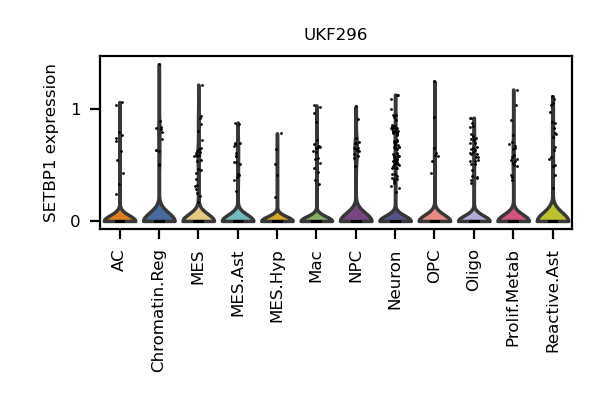 UKF296
SETBP1 expression
1
0
AC
Chromatin.Reg
MES
MES.Ast
MES.Hyp
Mac
NPC
Neuron
OPC
Oligo
Prolif.Metab
Reactive.Ast